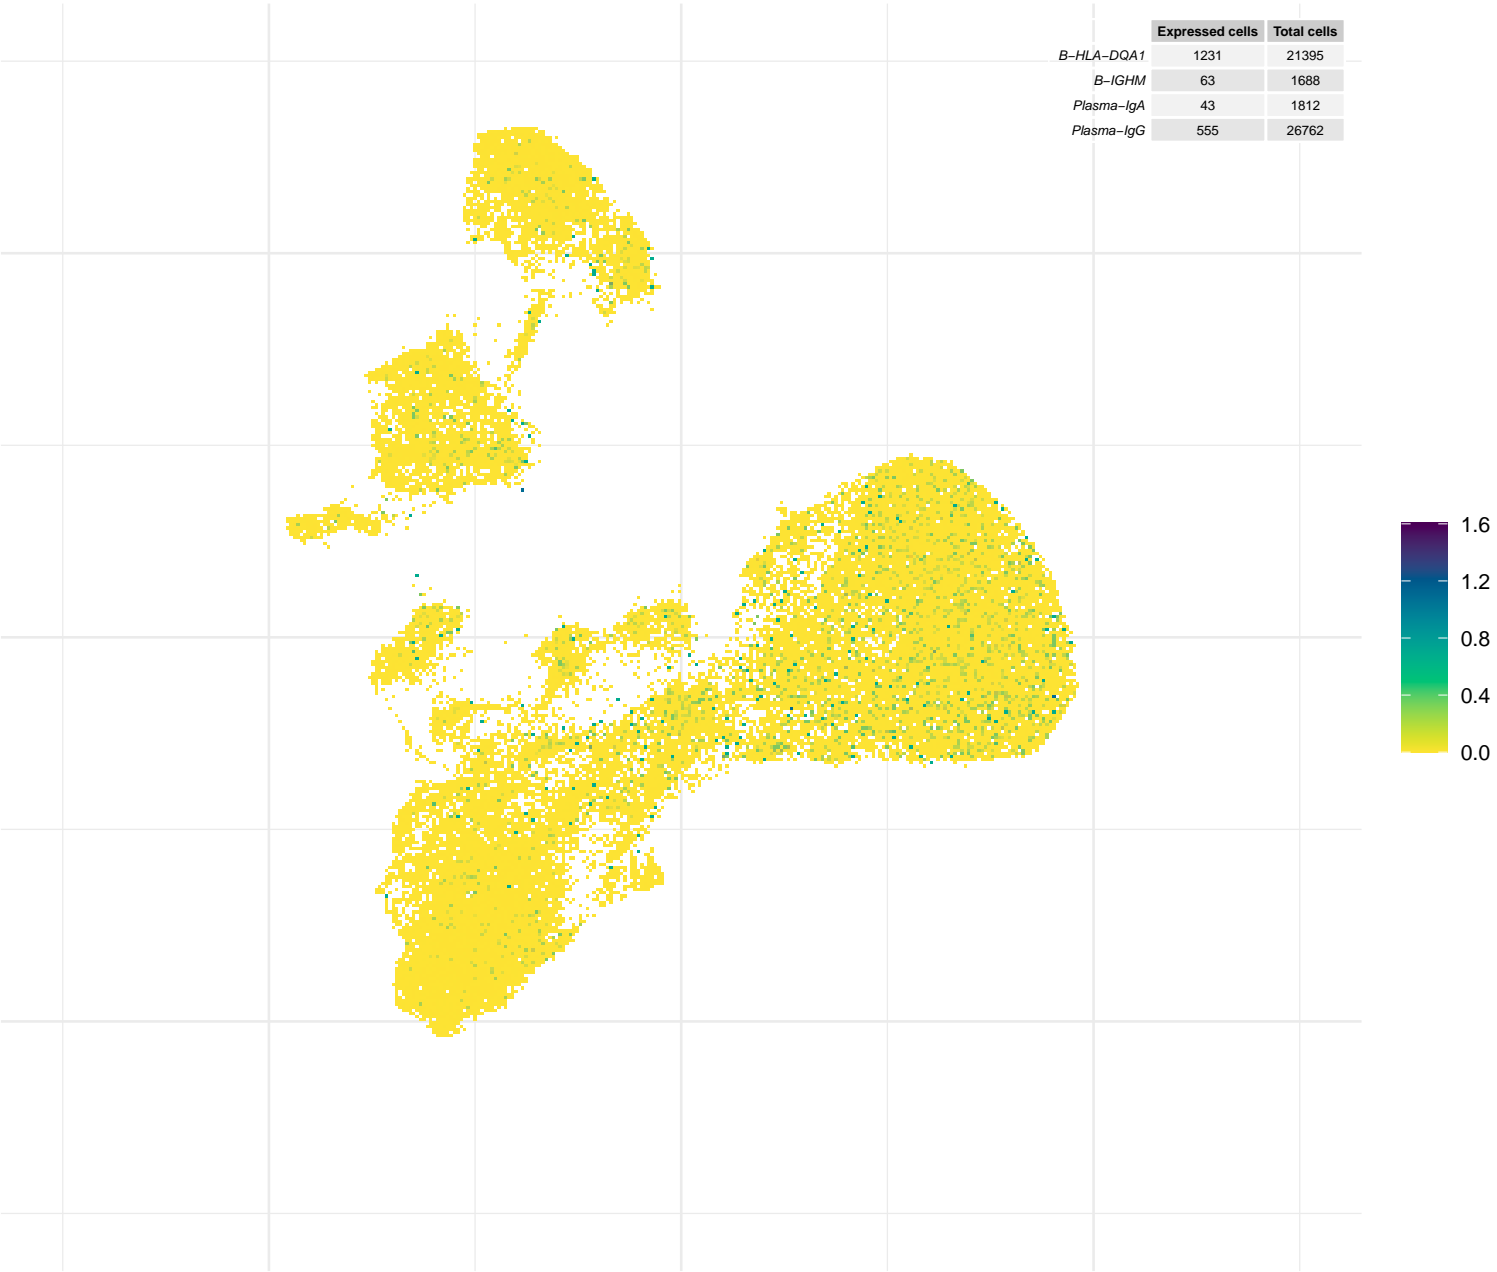 Expressed cells Total cells
B−HLA−DQA1 1231 21395
B−IGHM 63 1688
Plasma−IgA 43 1812
Plasma−IgG 555 26762
1.6
1.2
0.8
0.4
0.0